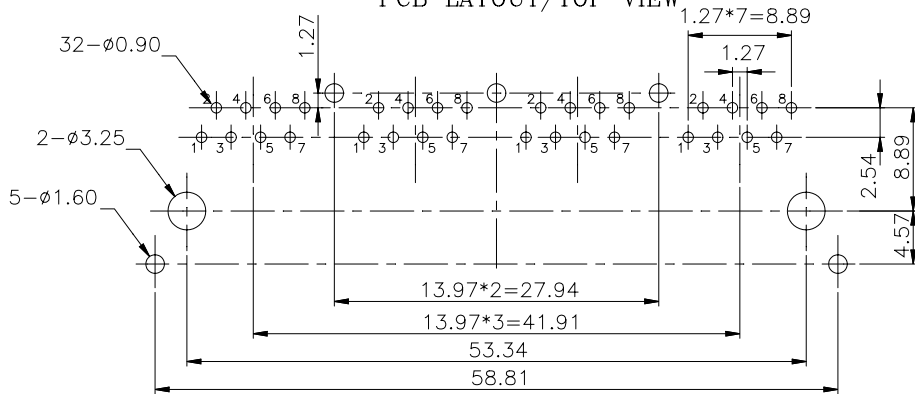 PCB LAYOUT/TOP VIEW
1.27*7=8.89
32-ø0.90
1.27
1.27
2 4 6 8 2 4 6 8 2 4 6 8 2 4 6 8
1 3 5 7 1 3 5 7 1 3 5 7 1 3 5 7
2-ø3.25
2.54
8.89
5-ø1.60
4.57
13.97*2=27.94
13.97*3=41.91
53.34
58.81